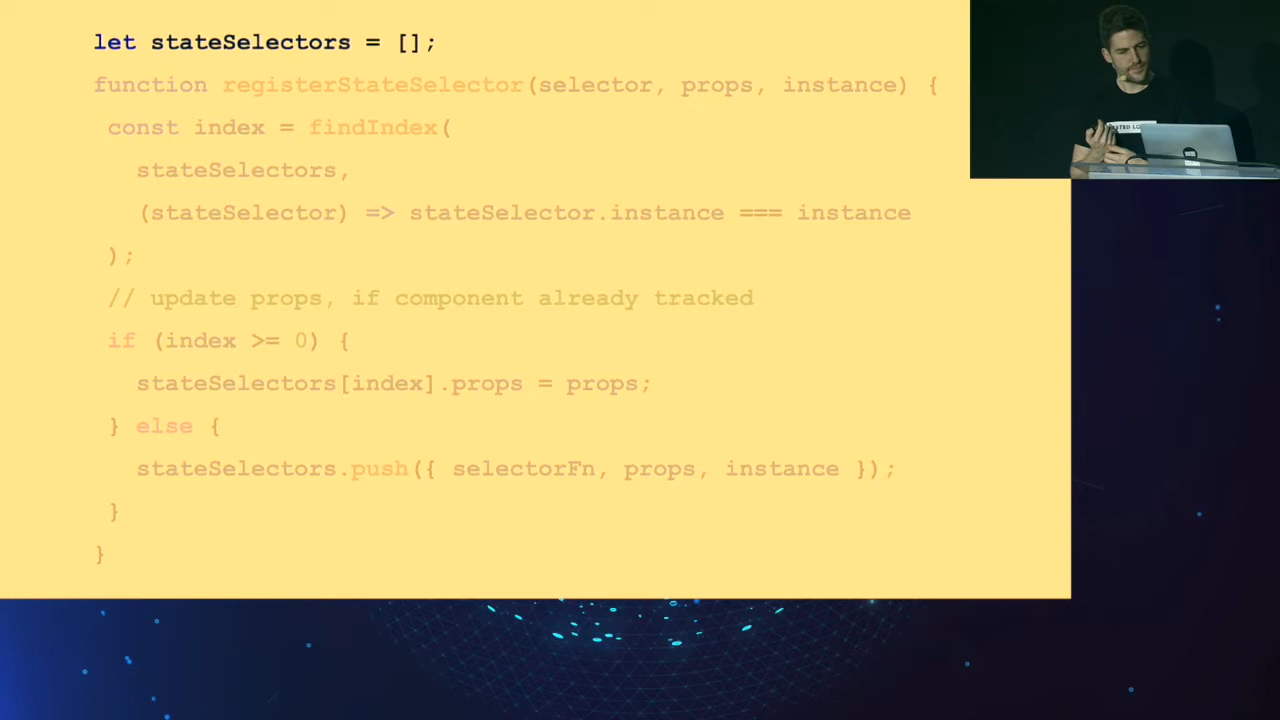 let stateSelectors = [];
function registerStateSelector(selector, props, instance) {
const index = findIndex(
stateSelectors,
(stateSelector) => stateSelector.instance === instance
);
// update props, if component already tracked
if (index >= 0) {
stateSelectors[index].props = props;
} else {
stateSelectors.push({ selectorFn, props, instance });
}
}